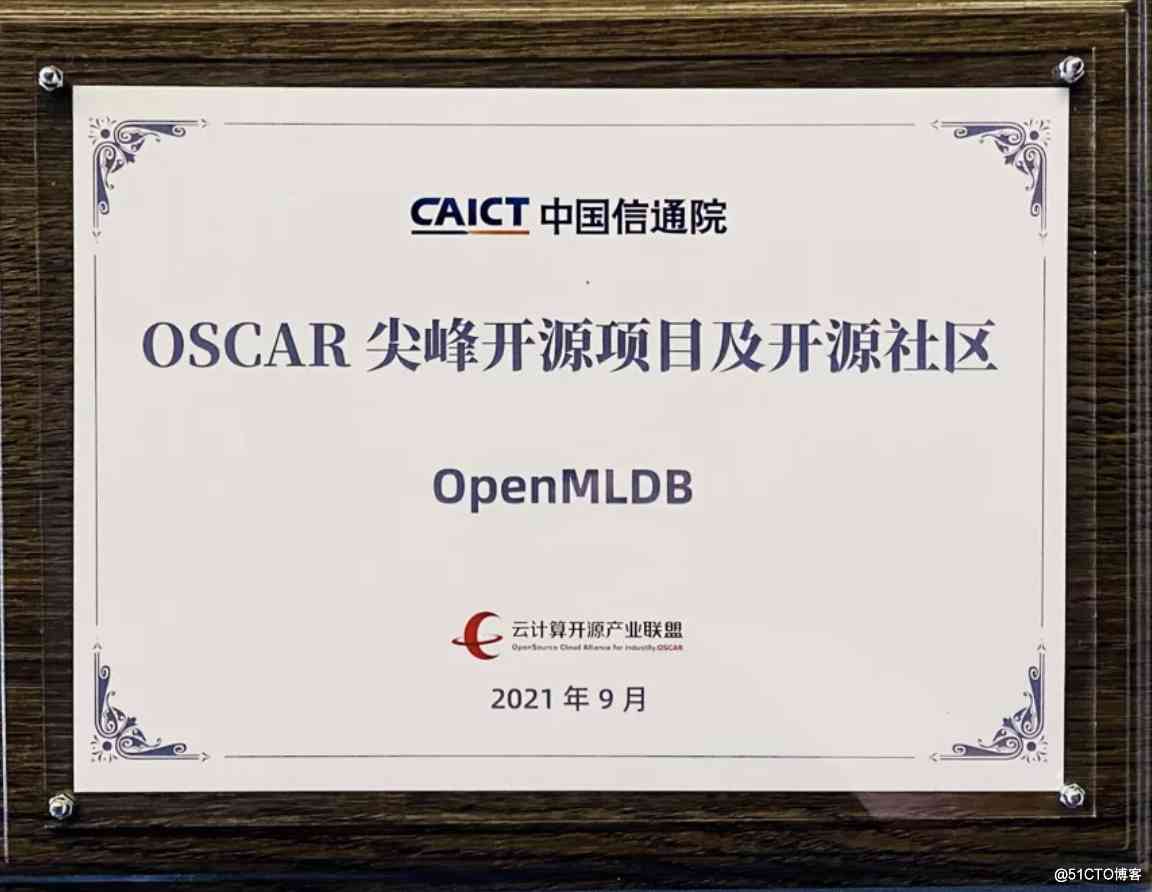 CAICT 中国信通院
OSCAR 尖峰开源项目及开源社区
OpenMLDB
云计算开源产业联盟
OpenSource Cloud Alliance for industry,OSCAR
2021 年 9 月
@51CTO博客